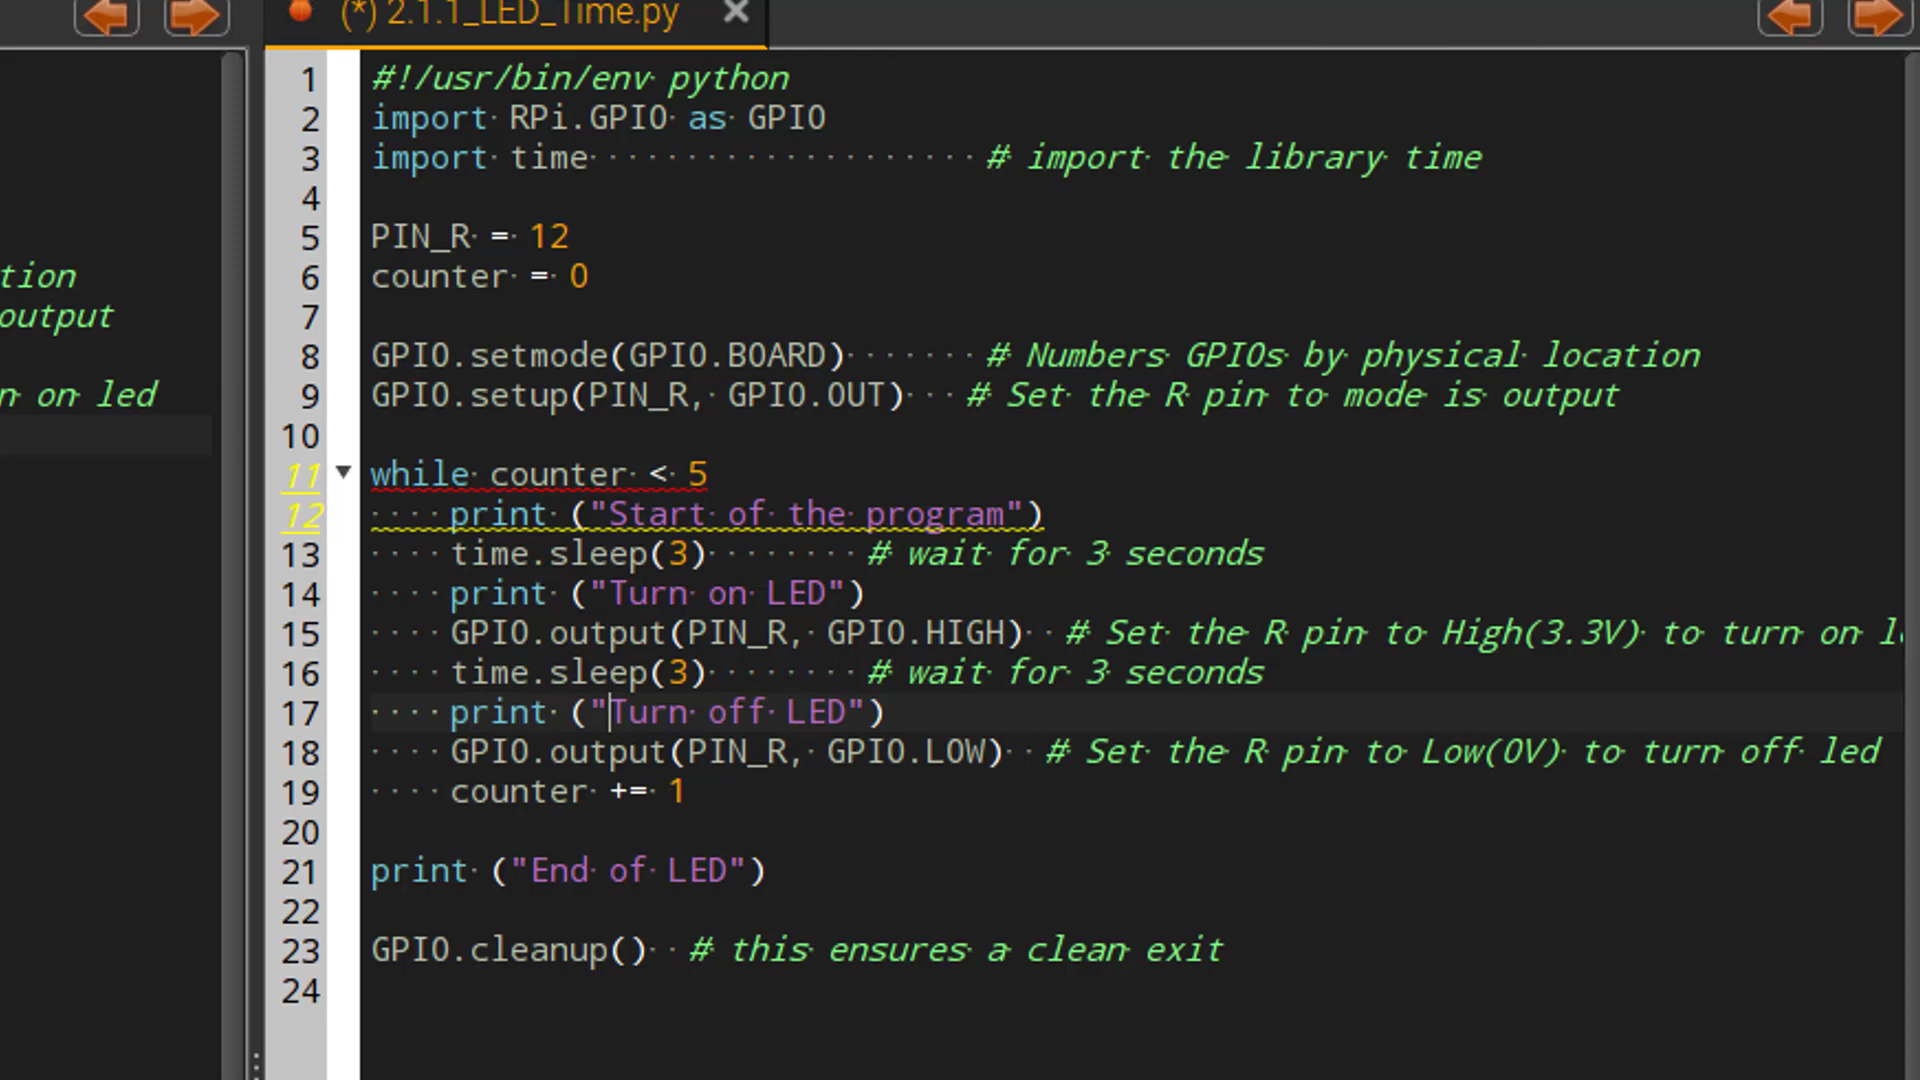 (*) 2.1.1_LED_Time.py
tion
output
n on led
1 #!/usr/bin/env python
2 import RPi.GPIO as GPIO
3 import time # import the library time
4
5 PIN_R = 12
6 counter = 0
7
8 GPIO.setmode(GPIO.BOARD) # Numbers GPIOs by physical location
9 GPIO.setup(PIN_R, GPIO.OUT) # Set the R pin to mode is output
10
11 while counter < 5
12 print ("Start of the program")
13 time.sleep(3) # wait for 3 seconds
14 print ("Turn on LED")
15 GPIO.output(PIN_R, GPIO.HIGH) # Set the R pin to High(3.3V) to turn on
16 time.sleep(3) # wait for 3 seconds
17 print ("Turn off LED")
18 GPIO.output(PIN_R, GPIO.LOW) # Set the R pin to Low(0V) to turn off led
19 counter += 1
20
21 print ("End of LED")
22
23 GPIO.cleanup() # this ensures a clean exit
24